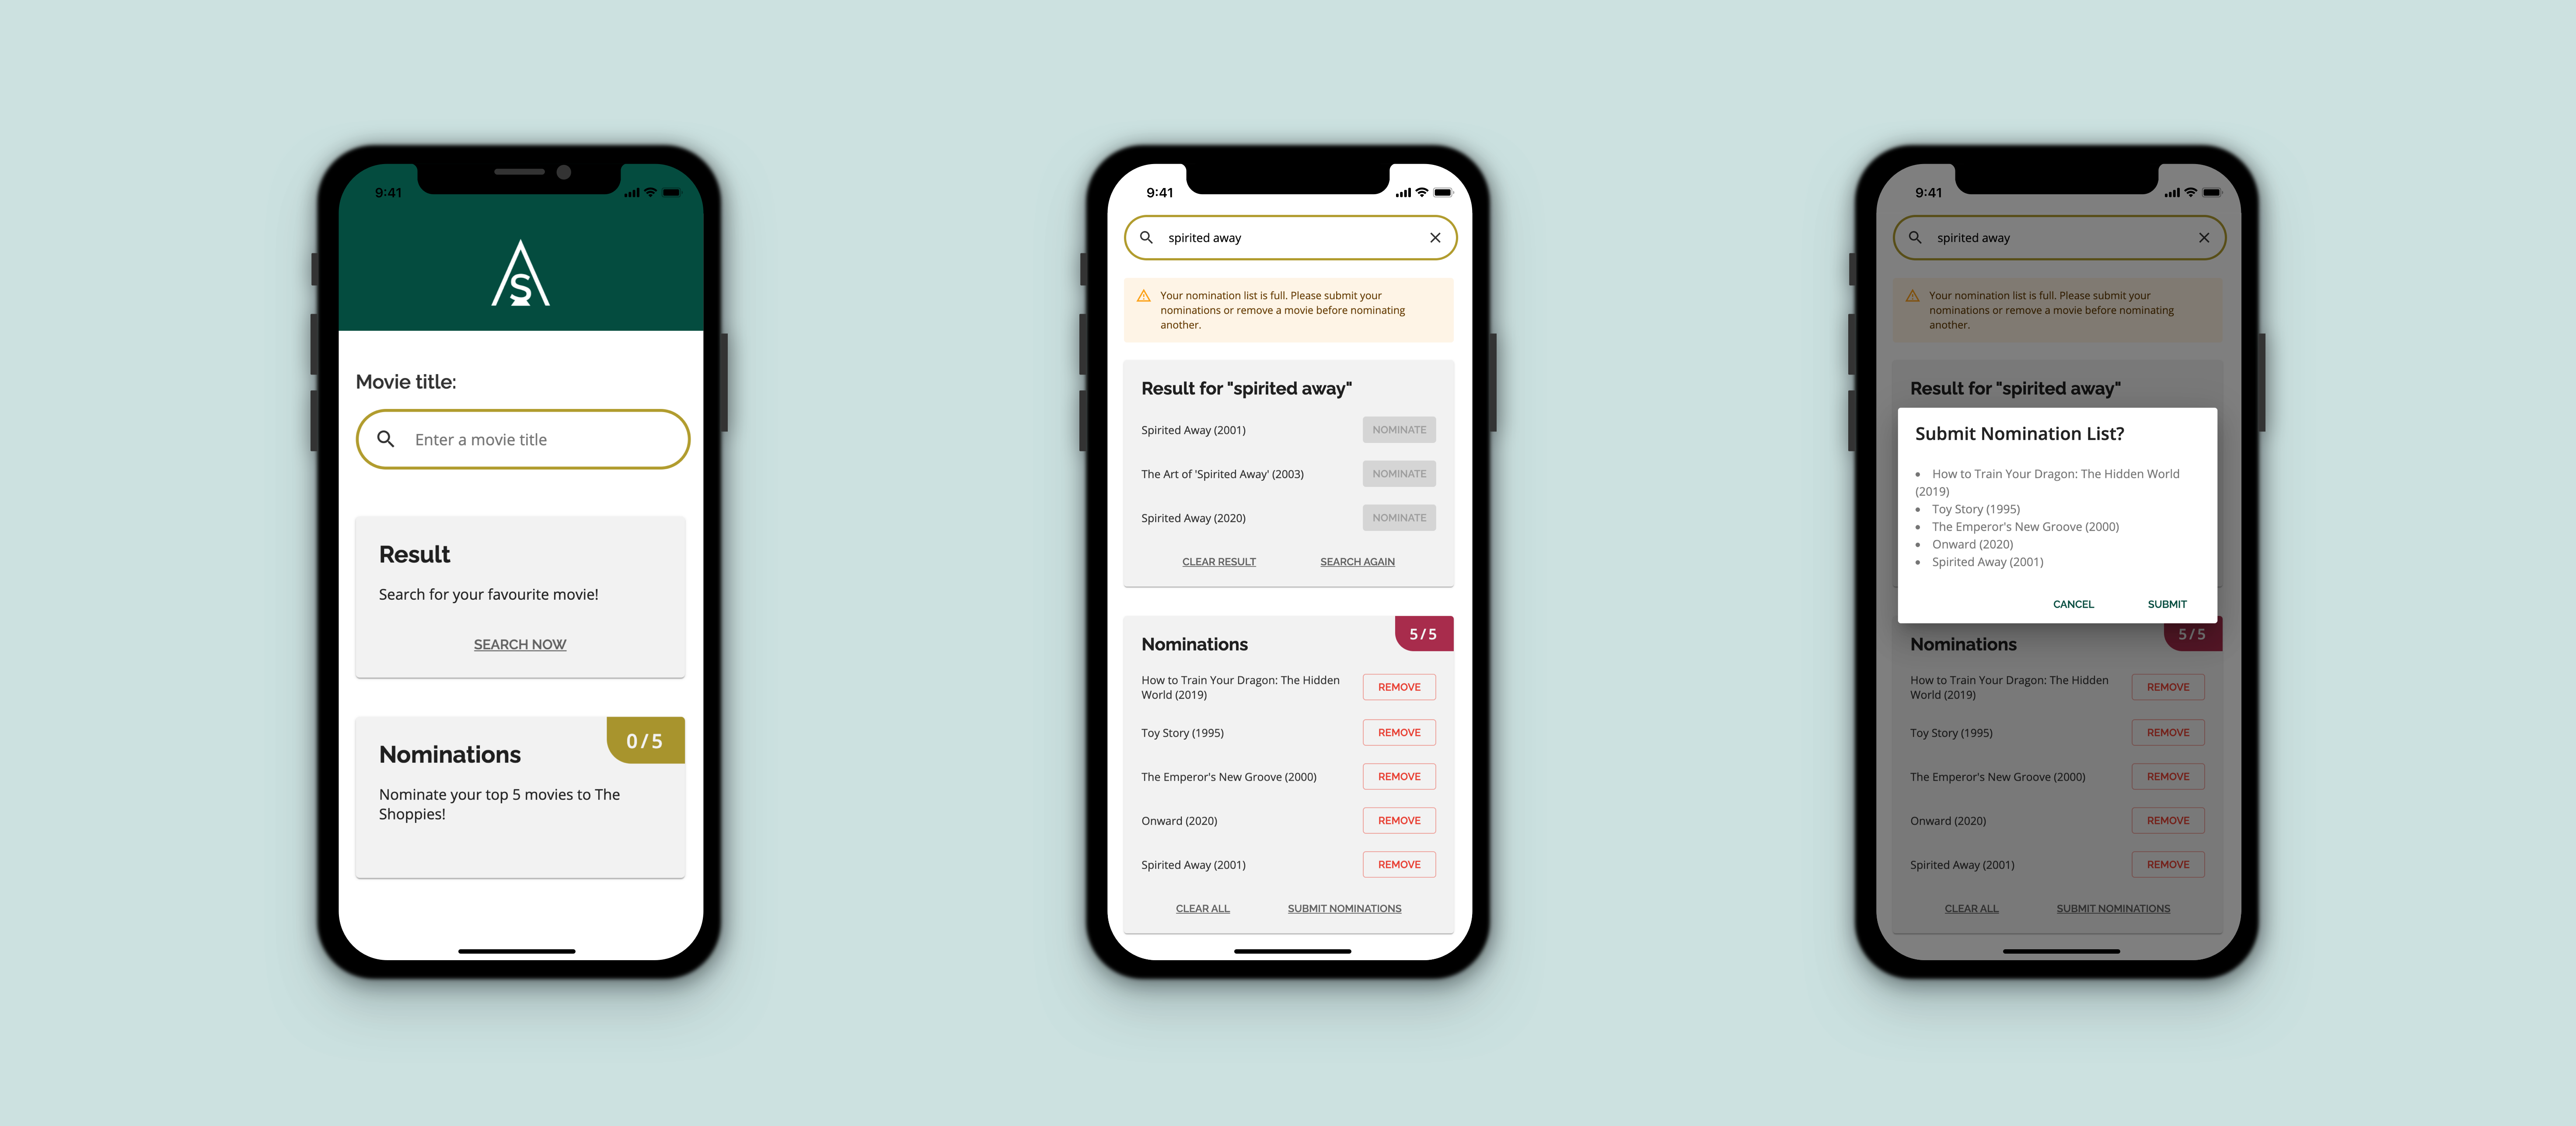 9:41
S
Movie title:
Enter a movie title
Result
Search for your favourite movie!
SEARCH NOW
Nominations
0 / 5
Nominate your top 5 movies to The
Shoppies!
9:41
spirited away
Your nomination list is full. Please submit your
nominations or remove a movie before nominating
another.
Result for "spirited away"
Spirited Away (2001) NOMINATE
The Art of 'Spirited Away' (2003) NOMINATE
Spirited Away (2020) NOMINATE
CLEAR RESULT SEARCH AGAIN
5 / 5
Nominations
How to Train Your Dragon: The Hidden
World (2019)
REMOVE
Toy Story (1995) REMOVE
The Emperor's New Groove (2000) REMOVE
Onward (2020) REMOVE
Spirited Away (2001) REMOVE
CLEAR ALL SUBMIT NOMINATIONS
9:41
spirited away
Your nomination list is full. Please submit your
nominations or remove a movie before nominating
another.
Result for "spirited away"
Submit Nomination List?
• How to Train Your Dragon: The Hidden World
(2019)
• Toy Story (1995)
• The Emperor's New Groove (2000)
• Onward (2020)
• Spirited Away (2001)
CANCEL SUBMIT
5 / 5
Nominations
How to Train Your Dragon: The Hidden
World (2019)
REMOVE
Toy Story (1995) REMOVE
The Emperor's New Groove (2000) REMOVE
Onward (2020) REMOVE
Spirited Away (2001) REMOVE
CLEAR ALL SUBMIT NOMINATIONS